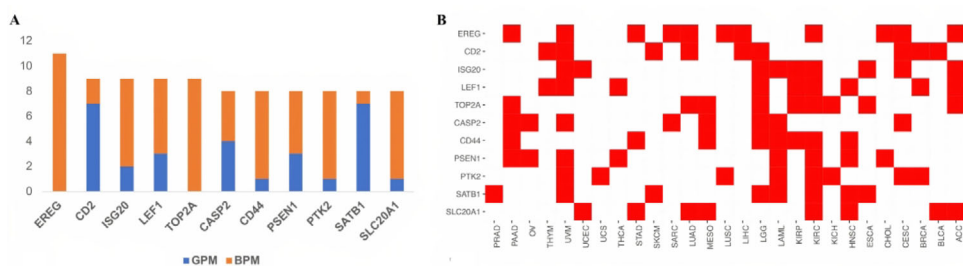 A
12
10
8
6
4
2
0
EREG CD2 ISG20 LEF1 TOP2A CASP2 CD44 PSEN1 PTK2 SATB1 SLC20A1
GPM BPM
B
EREG
CD2
ISG20
LEF1
TOP2A
CASP2
CD44
PSEN1
PTK2
SATB1
SLC20A1
PRAD PAAD OV THYM UVM UCEC UCS THCA STAD SKCM SARC LUAD MESO LUSC LIHC LGG LAML KIRP KIRC KICH HNSC ESCA CHOL CESC BRCA BLCA ACC